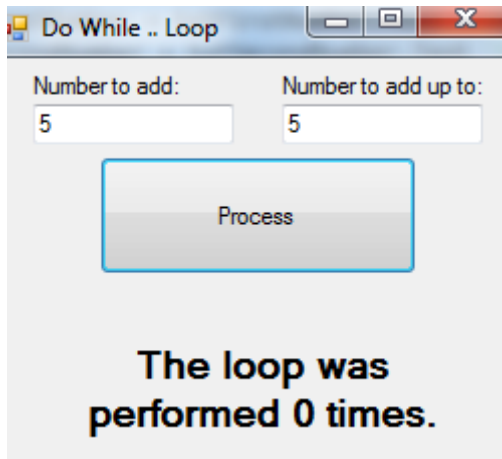 Do While .. Loop
Number to add: Number to add up to:
5 5
Process
The loop was
performed 0 times.